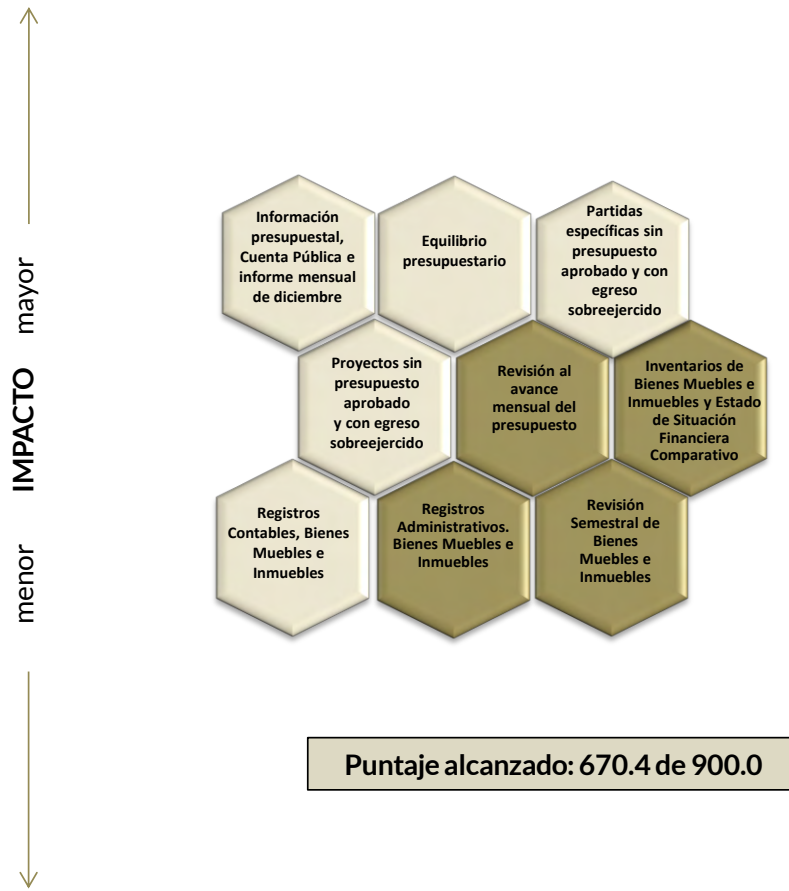 mayor
IMPACTO
menor
Información
presupuestal,
Cuenta Pública e
informe mensual
de diciembre
Equilibrio
presupuestario
Partidas
específicas sin
presupuesto
aprobado y con
egreso
sobreejercido
Proyectos sin
presupuesto
aprobado
y con egreso
sobreejercido
Revisión al
avance
mensual del
presupuesto
Inventarios de
Bienes Muebles e
Inmuebles y Estado
de Situación
Financiera
Comparativo
Registros
Contables, Bienes
Muebles e
Inmuebles
Registros
Administrativos.
Bienes Muebles e
Inmuebles
Revisión
Semestral de
Bienes
Muebles e
Inmuebles
Puntaje alcanzado: 670.4 de 900.0